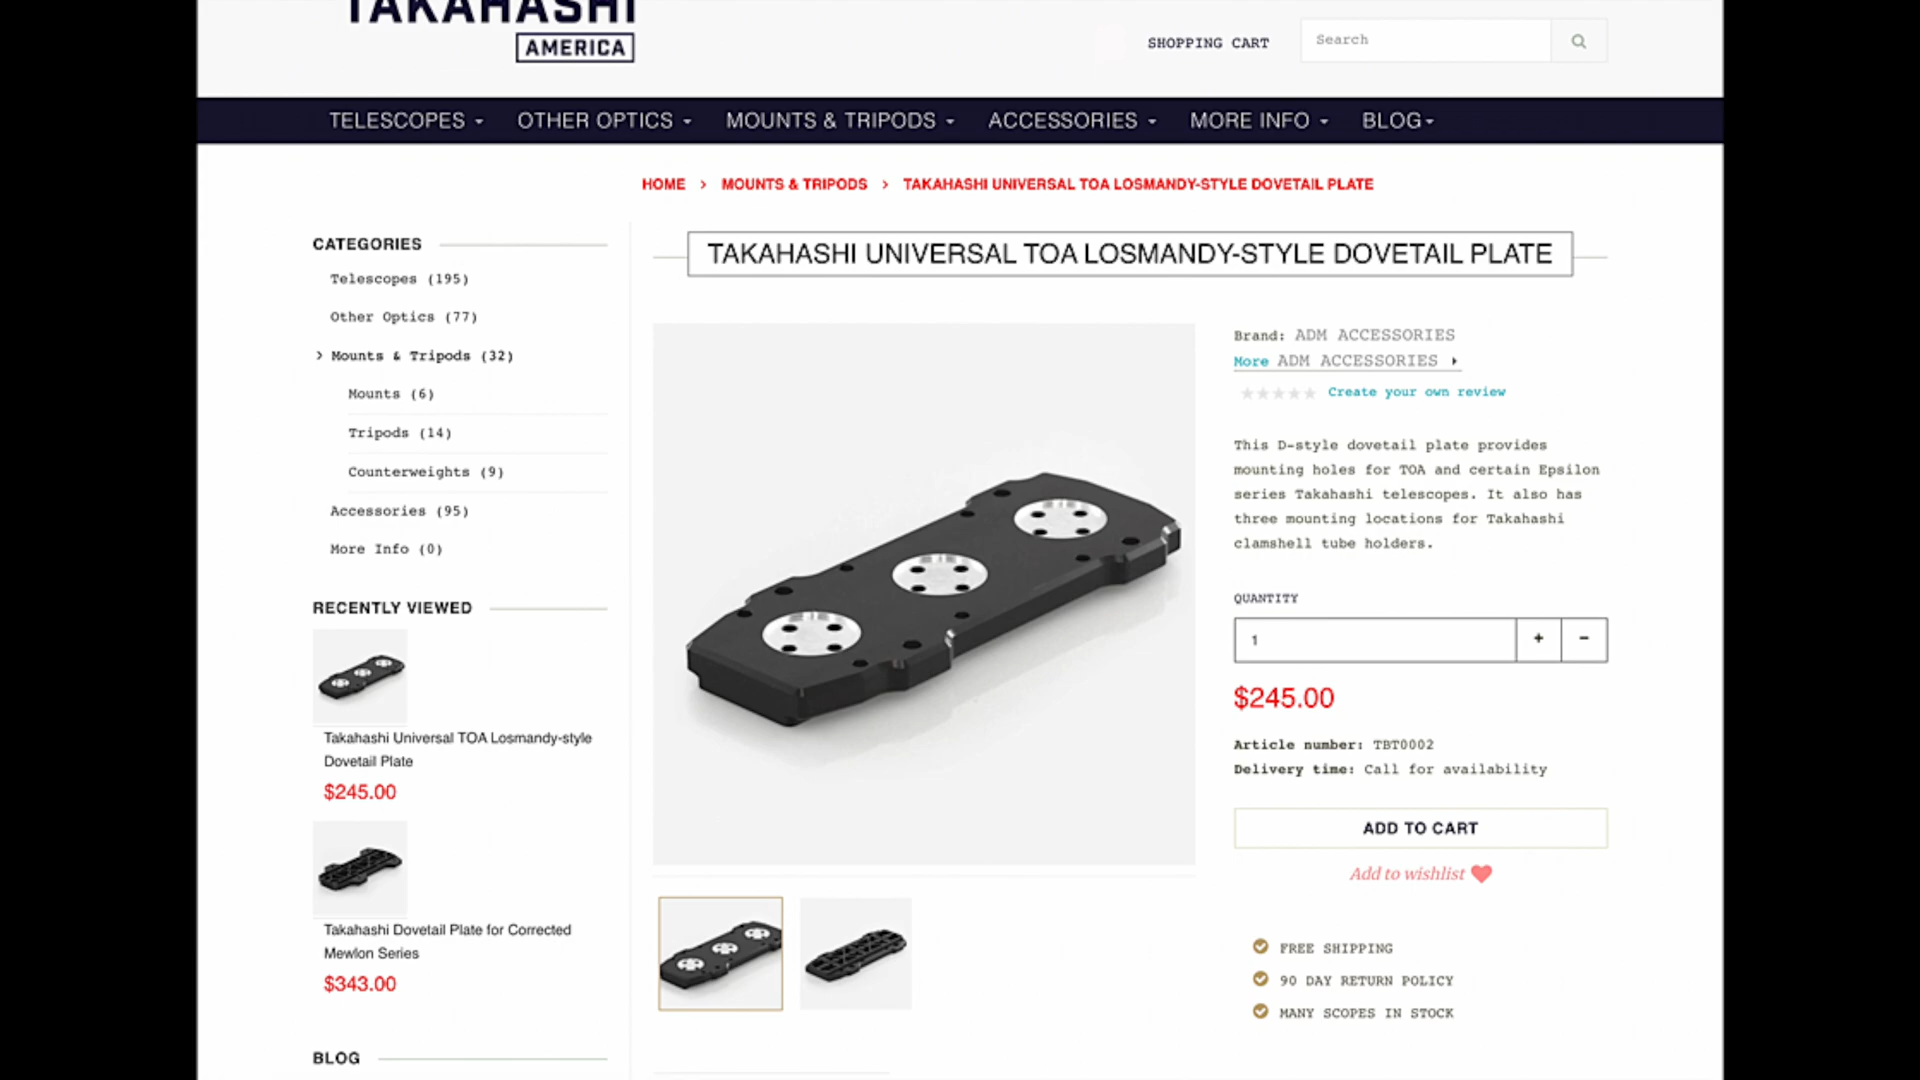 TAKAHASHI
AMERICA
SHOPPING CART
Search
TELESCOPES
OTHER OPTICS
MOUNTS & TRIPODS
ACCESSORIES
MORE INFO
BLOG
HOME > MOUNTS & TRIPODS > TAKAHASHI UNIVERSAL TOA LOSMANDY-STYLE DOVETAIL PLATE
CATEGORIES
Telescopes (195)
Other Optics (77)
> Mounts & Tripods (32)
Mounts (6)
Tripods (14)
Counterweights (9)
Accessories (95)
More Info (0)
RECENTLY VIEWED
Takahashi Universal TOA Losmandy-style
Dovetail Plate
$245.00
Takahashi Dovetail Plate for Corrected
Mewlon Series
$343.00
BLOG
TAKAHASHI UNIVERSAL TOA LOSMANDY-STYLE DOVETAIL PLATE
Brand: ADM ACCESSORIES
More ADM ACCESSORIES
Create your own review
This D-style dovetail plate provides
mounting holes for TOA and certain Epsilon
series Takahashi telescopes. It also has
three mounting locations for Takahashi
clamshell tube holders.
QUANTITY
1 + -
$245.00
Article number: TBT0002
Delivery time: Call for availability
ADD TO CART
Add to wishlist
FREE SHIPPING
90 DAY RETURN POLICY
MANY SCOPES IN STOCK